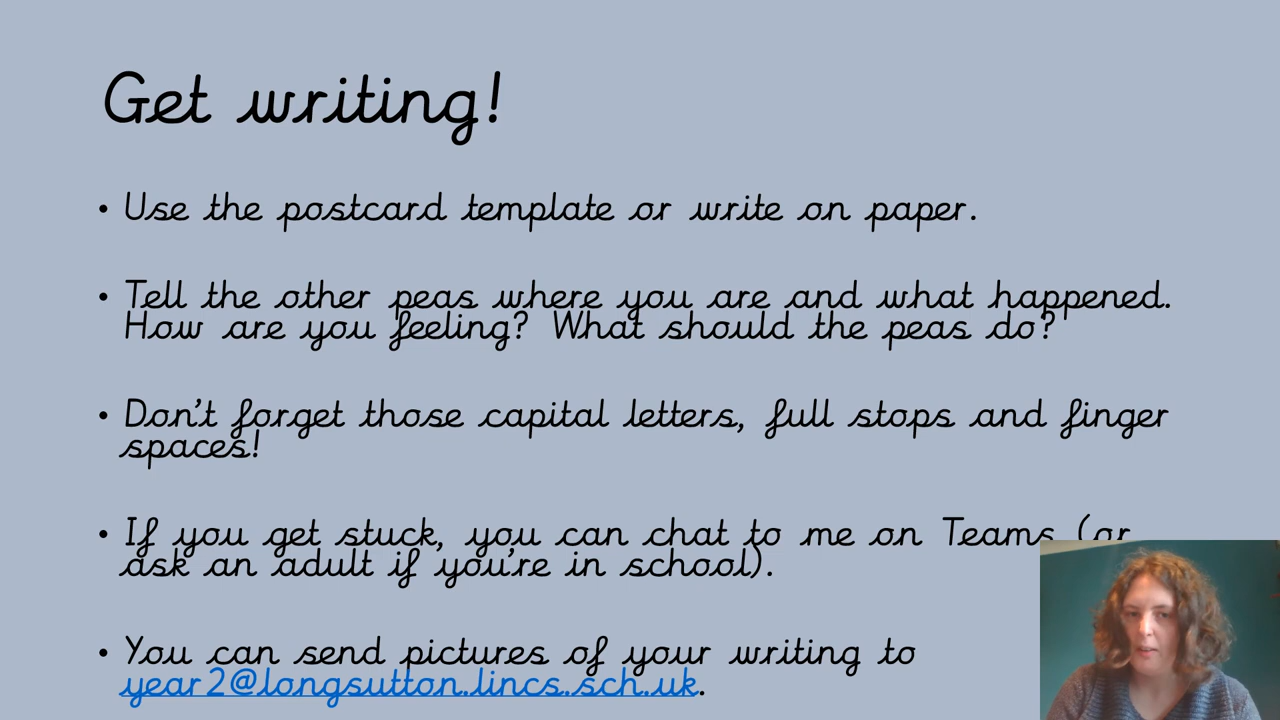 Get writing!
• Use the postcard template or write on paper.
• Tell the other peas where you are and what happened.
How are you feeling? What should the peas do?
• Don't forget those capital letters, full stops and finger
spaces!
• If you get stuck, you can chat to me on Teams (or
ask an adult if you're in school).
• You can send pictures of your writing to
year2@longsutton.lincs.sch.uk.